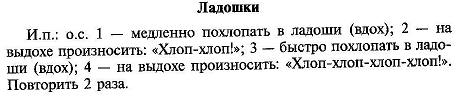 Ладошки
И.п.: о.с. 1 — медленно похлопать в ладоши (вдох); 2 — на
выдохе произносить: «Хлоп-хлоп!»; 3 — быстро похлопать в ладо-
ши (вдох); 4 — на выдохе произносить: «Хлоп-хлоп-хлоп-хлоп!».
Повторить 2 раза.